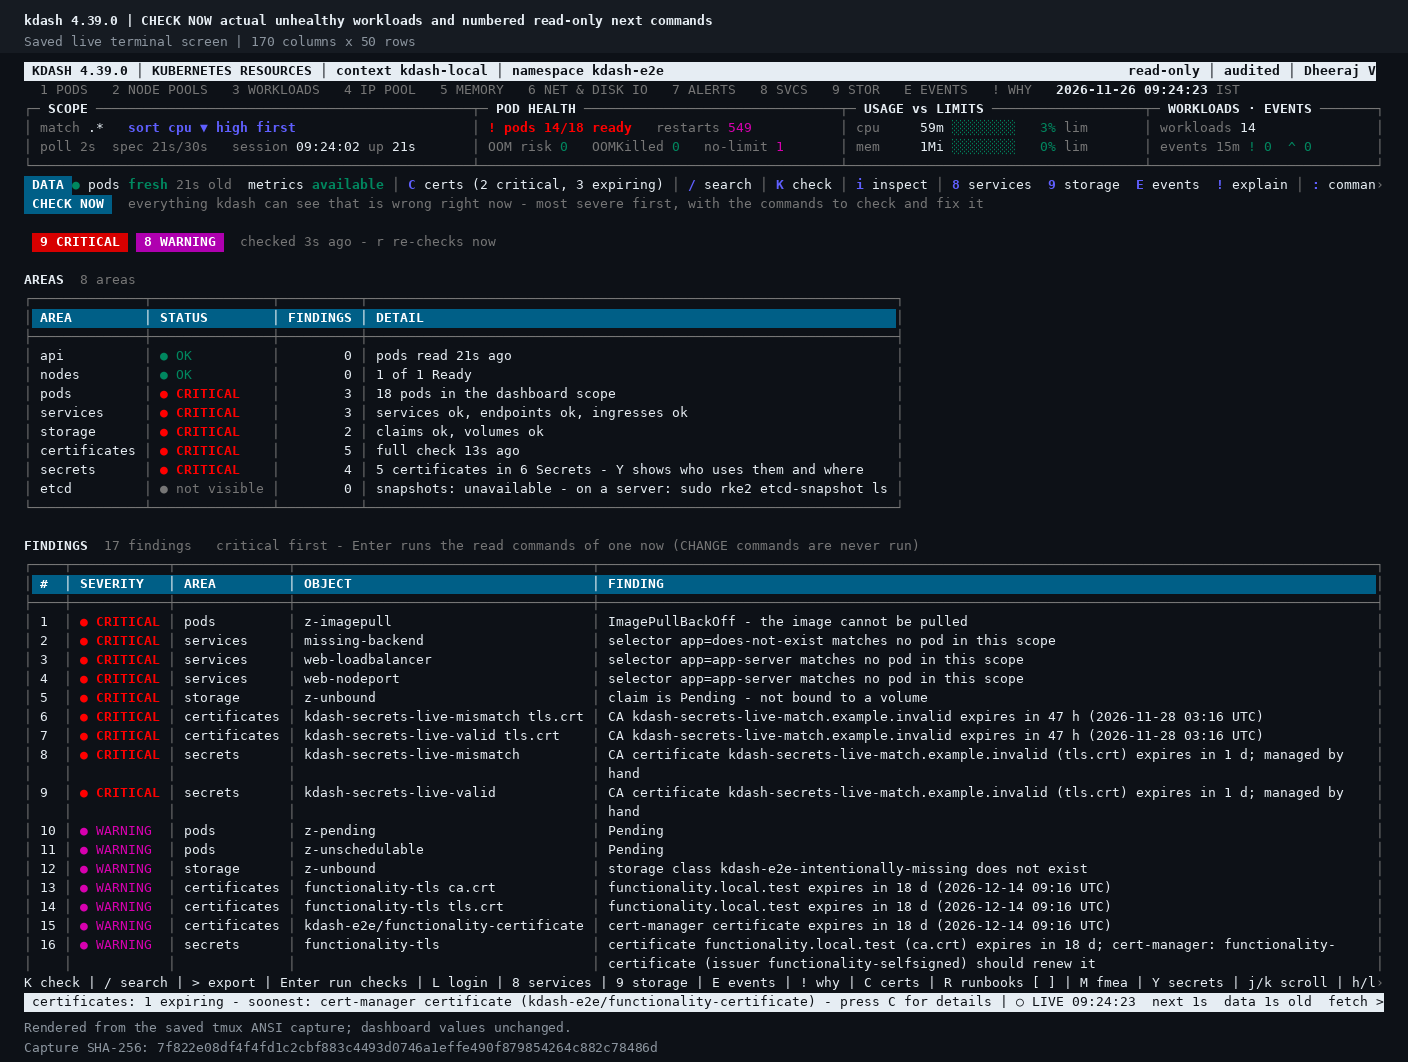 kdash 4.39.0 | CHECK NOW actual unhealthy workloads and numbered read-only next commands
Saved live terminal screen | 170 columns x 50 rows
KDASH 4.39.0 │ KUBERNETES RESOURCES │ context kdash-local │ namespace kdash-e2e read-only │ audited │ Dheeraj V
1 PODS 2 NODE POOLS 3 WORKLOADS 4 IP POOL 5 MEMORY 6 NET & DISK IO 7 ALERTS 8 SVCS 9 STOR E EVENTS ! WHY 2026-11-26 09:24:23 IST
SCOPE POD HEALTH USAGE vs LIMITS WORKLOADS · EVENTS
match .* sort cpu ▼ high first │ ! pods 14/18 ready restarts 549 │ cpu 59m ░░░░░░░░ 3% lim │ workloads 14
poll 2s spec 21s/30s session 09:24:02 up 21s │ OOM risk 0 OOMKilled 0 no-limit 1 │ mem 1Mi ░░░░░░░░ 0% lim │ events 15m ! 0 ^ 0
DATA ● pods fresh 21s old metrics available │ C certs (2 critical, 3 expiring) │ / search │ K check │ i inspect │ 8 services 9 storage E events ! explain │ : comman›
CHECK NOW everything kdash can see that is wrong right now - most severe first, with the commands to check and fix it
9 CRITICAL 8 WARNING checked 3s ago - r re-checks now
AREAS 8 areas
AREA │ STATUS │ FINDINGS │ DETAIL
api │ ● OK │ 0 │ pods read 21s ago
nodes │ ● OK │ 0 │ 1 of 1 Ready
pods │ ● CRITICAL │ 3 │ 18 pods in the dashboard scope
services │ ● CRITICAL │ 3 │ services ok, endpoints ok, ingresses ok
storage │ ● CRITICAL │ 2 │ claims ok, volumes ok
certificates │ ● CRITICAL │ 5 │ full check 13s ago
secrets │ ● CRITICAL │ 4 │ 5 certificates in 6 Secrets - Y shows who uses them and where
etcd │ ● not visible │ 0 │ snapshots: unavailable - on a server: sudo rke2 etcd-snapshot ls
FINDINGS 17 findings critical first - Enter runs the read commands of one now (CHANGE commands are never run)
# │ SEVERITY │ AREA │ OBJECT │ FINDING
1 │ ● CRITICAL │ pods │ z-imagepull │ ImagePullBackOff - the image cannot be pulled
2 │ ● CRITICAL │ services │ missing-backend │ selector app=does-not-exist matches no pod in this scope
3 │ ● CRITICAL │ services │ web-loadbalancer │ selector app=app-server matches no pod in this scope
4 │ ● CRITICAL │ services │ web-nodeport │ selector app=app-server matches no pod in this scope
5 │ ● CRITICAL │ storage │ z-unbound │ claim is Pending - not bound to a volume
6 │ ● CRITICAL │ certificates │ kdash-secrets-live-mismatch tls.crt │ CA kdash-secrets-live-match.example.invalid expires in 47 h (2026-11-28 03:16 UTC)
7 │ ● CRITICAL │ certificates │ kdash-secrets-live-valid tls.crt │ CA kdash-secrets-live-match.example.invalid expires in 47 h (2026-11-28 03:16 UTC)
8 │ ● CRITICAL │ secrets │ kdash-secrets-live-mismatch │ CA certificate kdash-secrets-live-match.example.invalid (tls.crt) expires in 1 d; managed by
hand
9 │ ● CRITICAL │ secrets │ kdash-secrets-live-valid │ CA certificate kdash-secrets-live-match.example.invalid (tls.crt) expires in 1 d; managed by
hand
10 │ ● WARNING │ pods │ z-pending │ Pending
11 │ ● WARNING │ pods │ z-unschedulable │ Pending
12 │ ● WARNING │ storage │ z-unbound │ storage class kdash-e2e-intentionally-missing does not exist
13 │ ● WARNING │ certificates │ functionality-tls ca.crt │ functionality.local.test expires in 18 d (2026-12-14 09:16 UTC)
14 │ ● WARNING │ certificates │ functionality-tls tls.crt │ functionality.local.test expires in 18 d (2026-12-14 09:16 UTC)
15 │ ● WARNING │ certificates │ kdash-e2e/functionality-certificate │ cert-manager certificate expires in 18 d (2026-12-14 09:16 UTC)
16 │ ● WARNING │ secrets │ functionality-tls │ certificate functionality.local.test (ca.crt) expires in 18 d; cert-manager: functionality-
certificate (issuer functionality-selfsigned) should renew it
K check | / search | > export | Enter run checks | L login | 8 services | 9 storage | E events | ! why | C certs | R runbooks [ ] | M fmea | Y secrets | j/k scroll | h/l›
certificates: 1 expiring - soonest: cert-manager certificate (kdash-e2e/functionality-certificate) - press C for details | ○ LIVE 09:24:23 next 1s data 1s old fetch >
Rendered from the saved tmux ANSI capture; dashboard values unchanged.
Capture SHA-256: 7f822e08df4f4fd1c2cbf883c4493d0746a1effe490f879854264c882c78486d